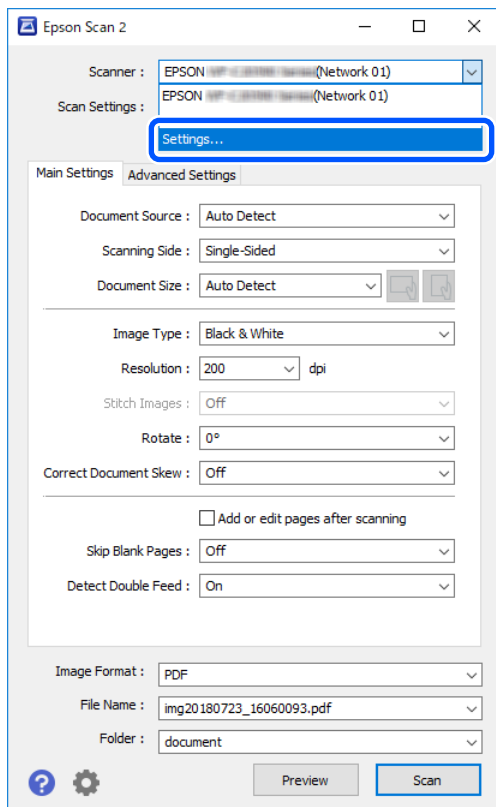 Epson Scan 2
Scanner : EPSON (Network 01)
EPSON (Network 01)
Scan Settings :
Settings...
Main Settings Advanced Settings
Document Source : Auto Detect
Scanning Side : Single-Sided
Document Size : Auto Detect
Image Type : Black & White
Resolution : 200 dpi
Stitch Images : Off
Rotate : 0°
Correct Document Skew : Off
Add or edit pages after scanning
Skip Blank Pages : Off
Detect Double Feed : On
Image Format : PDF
File Name : img20180723_16060093.pdf
Folder : document
? Preview Scan